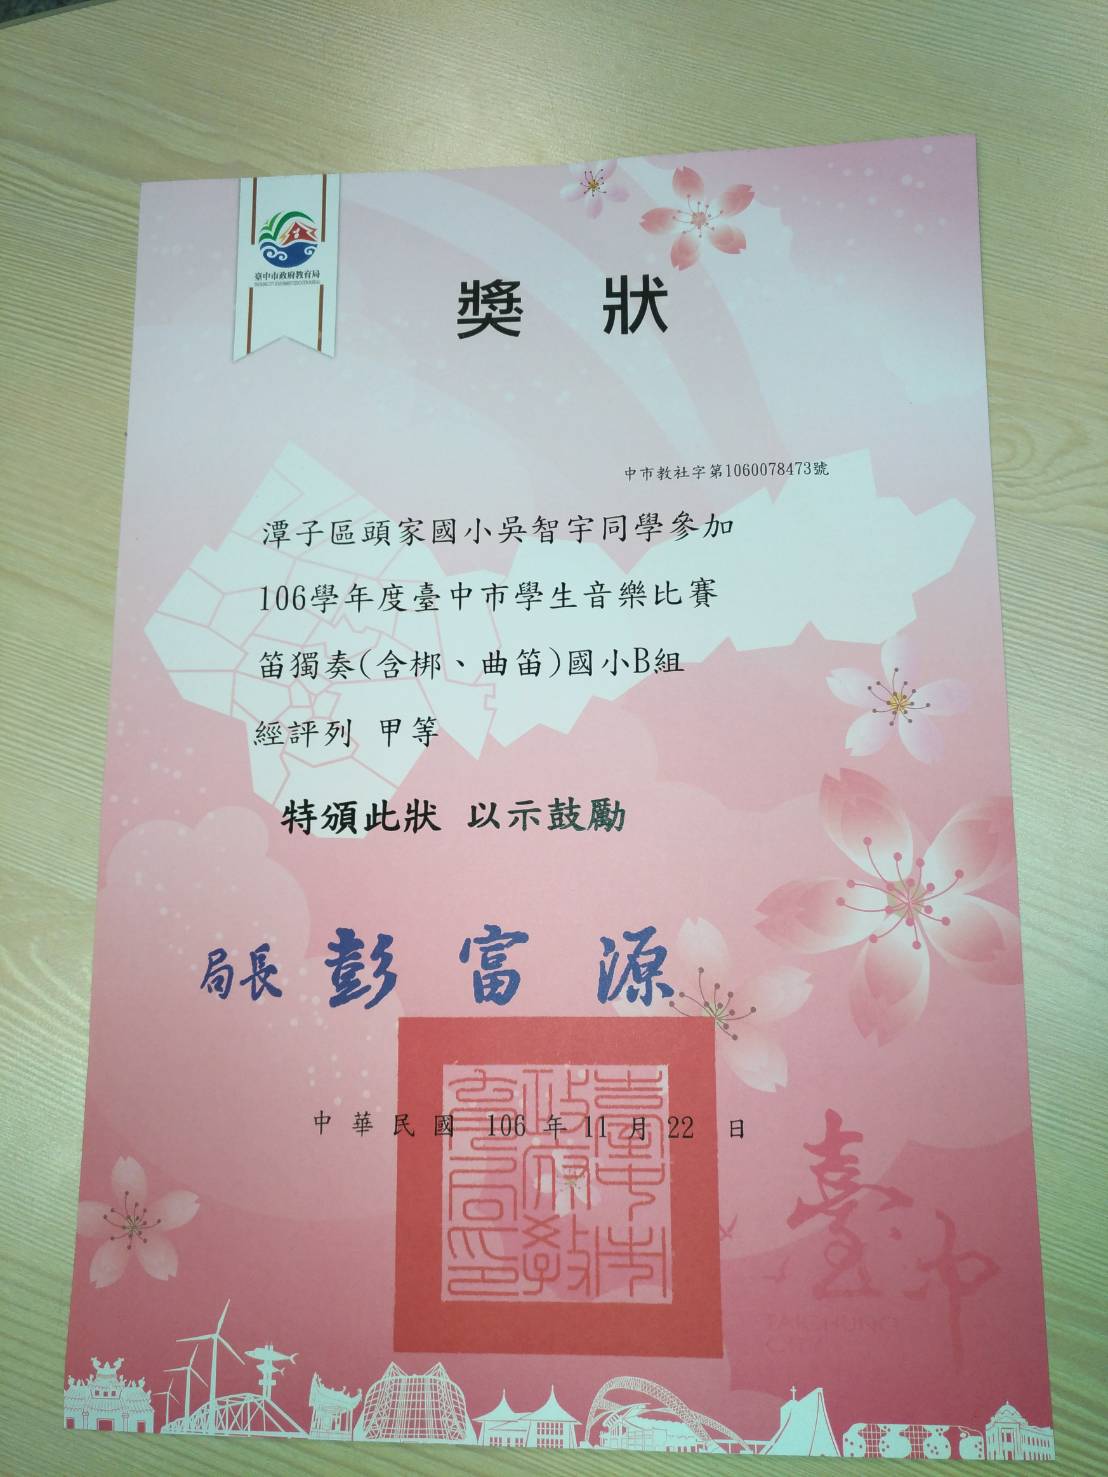 臺中市政府教育局
獎狀
中市教社字第1060078473號
潭子區頭家國小吳智宇同學參加
106學年度臺中市學生音樂比賽
笛獨奏(含梆、曲笛)國小B組
經評列 甲等
特頒此狀 以示鼓勵
局長 彭富源
中華民國 106 年 11 月 22 日
臺中市政府教育局印
臺中
TAICHUNG
CITY